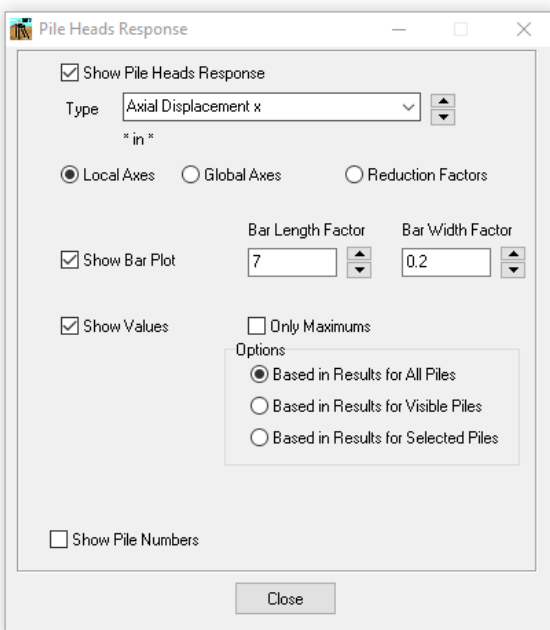 Pile Heads Response
Show Pile Heads Response
Type Axial Displacement x
* in *
Local Axes Global Axes Reduction Factors
Bar Length Factor Bar Width Factor
Show Bar Plot 7 0.2
Show Values Only Maximums
Options
Based in Results for All Piles
Based in Results for Visible Piles
Based in Results for Selected Piles
Show Pile Numbers
Close